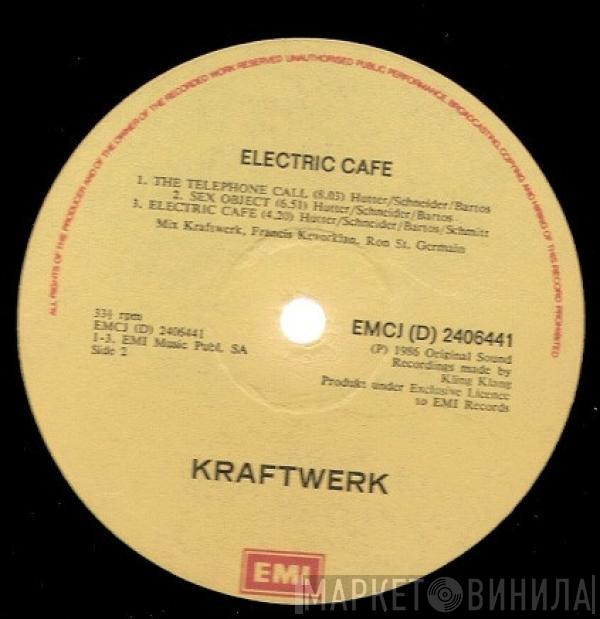 ALL RIGHTS OF THE PRODUCER AND OF THE OWNER OF THE RECORDED WORK RESERVED UNAUTHORISED PUBLIC PERFORMANCE, BROADCASTING, COPYING AND HIRING OF THIS RECORD PROHIBITED
ELECTRIC CAFE
1. THE TELEPHONE CALL (8.03) Hutter/Schneider/Bartos
2. SEX OBJECT (6.51) Hutter/Schneider/Bartos
3. ELECTRIC CAFE (4.20) Hutter/Schneider/Bartos/Schmitt
Mix Kraftwerk, Francis Kevorkian, Ron St. Germain
33⅓ rpm
EMCJ (D) 2406441
1-3. EMI Music Publ. SA
Side 2
EMCJ (D) 2406441
(P) 1986 Original Sound
Recordings made by
Kling Klang
Produkt under Exclusive Licence
to EMI Records
KRAFTWERK
EMI
МАРКЕТ ВИНИЛА